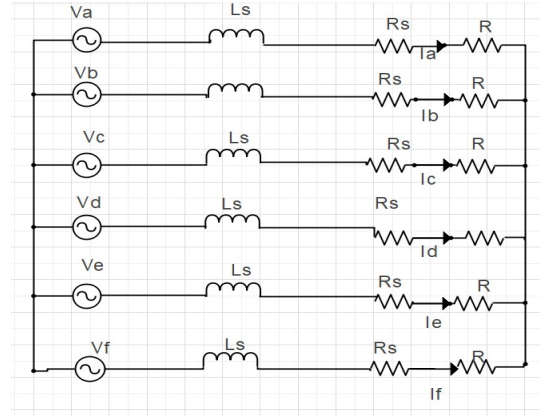 Va Ls Rs R
Ia
Vb Rs R
Ib
Vc Ls Rs R
Ic
Vd Ls Rs
Id
Ve Ls Rs R
Ie
Vf Ls Rs R
If